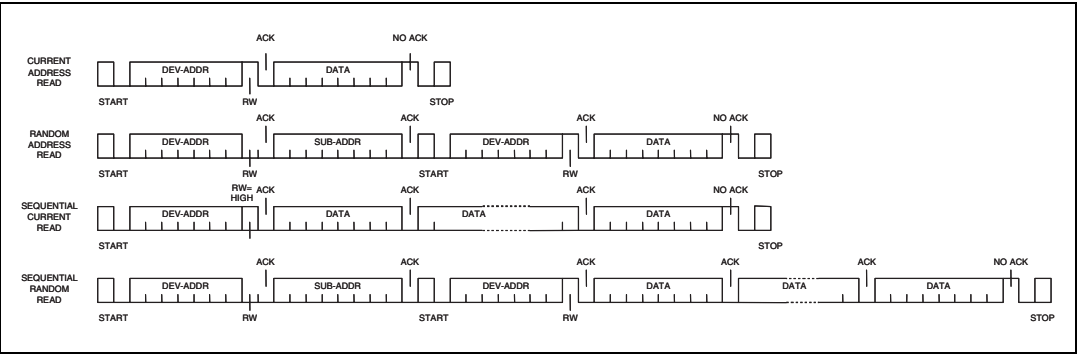 ACK NO ACK
CURRENT
ADDRESS
READ
DEV-ADDR DATA
START RW STOP
ACK ACK ACK NO ACK
RANDOM
ADDRESS
READ
DEV-ADDR SUB-ADDR DEV-ADDR DATA
START RW START RW STOP
RW=
HIGH
ACK ACK ACK NO ACK
SEQUENTIAL
CURRENT
READ
DEV-ADDR DATA DATA DATA
START STOP
ACK ACK ACK ACK ACK NO ACK
SEQUENTIAL
RANDOM
READ
DEV-ADDR SUB-ADDR DEV-ADDR DATA DATA DATA
START RW START RW STOP